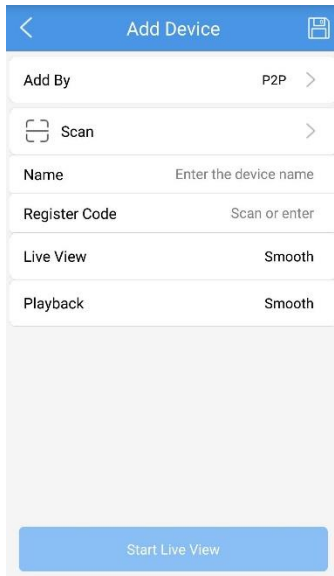 Add Device
Add By P2P
Scan
Name Enter the device name
Register Code Scan or enter
Live View Smooth
Playback Smooth
Start Live View